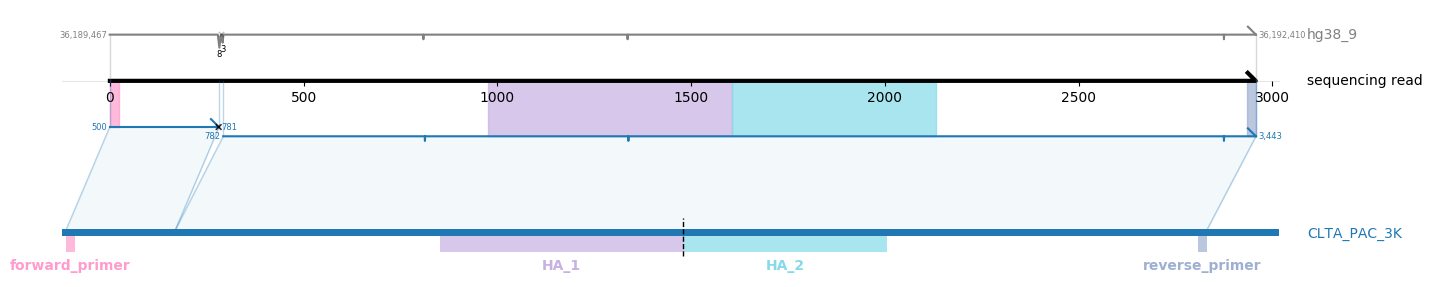 36,189,467
8
3
36,192,410 hg38_9
sequencing read
0 500 1000 1500 2000 2500 3000
500
781
782
3,443
CLTA_PAC_3K
forward_primer HA_1 HA_2 reverse_primer